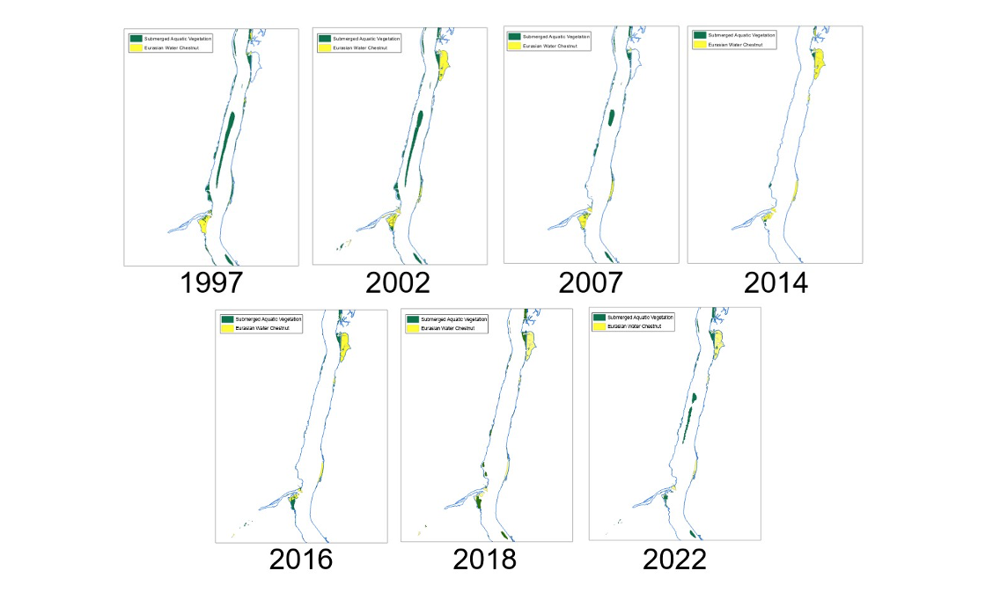 Submerged Aquatic Vegetation
Eurasian Water Chestnut
Submerged Aquatic Vegetation
Eurasian Water Chestnut
Submerged Aquatic Vegetation
Eurasian Water Chestnut
Submerged Aquatic Vegetation
Eurasian Water Chestnut
1997
2002
2007
2014
Submerged Aquatic Vegetation
Eurasian Water Chestnut
Submerged Aquatic Vegetation
Eurasian Water Chestnut
Submerged Aquatic Vegetation
Eurasian Water Chestnut
2016
2018
2022